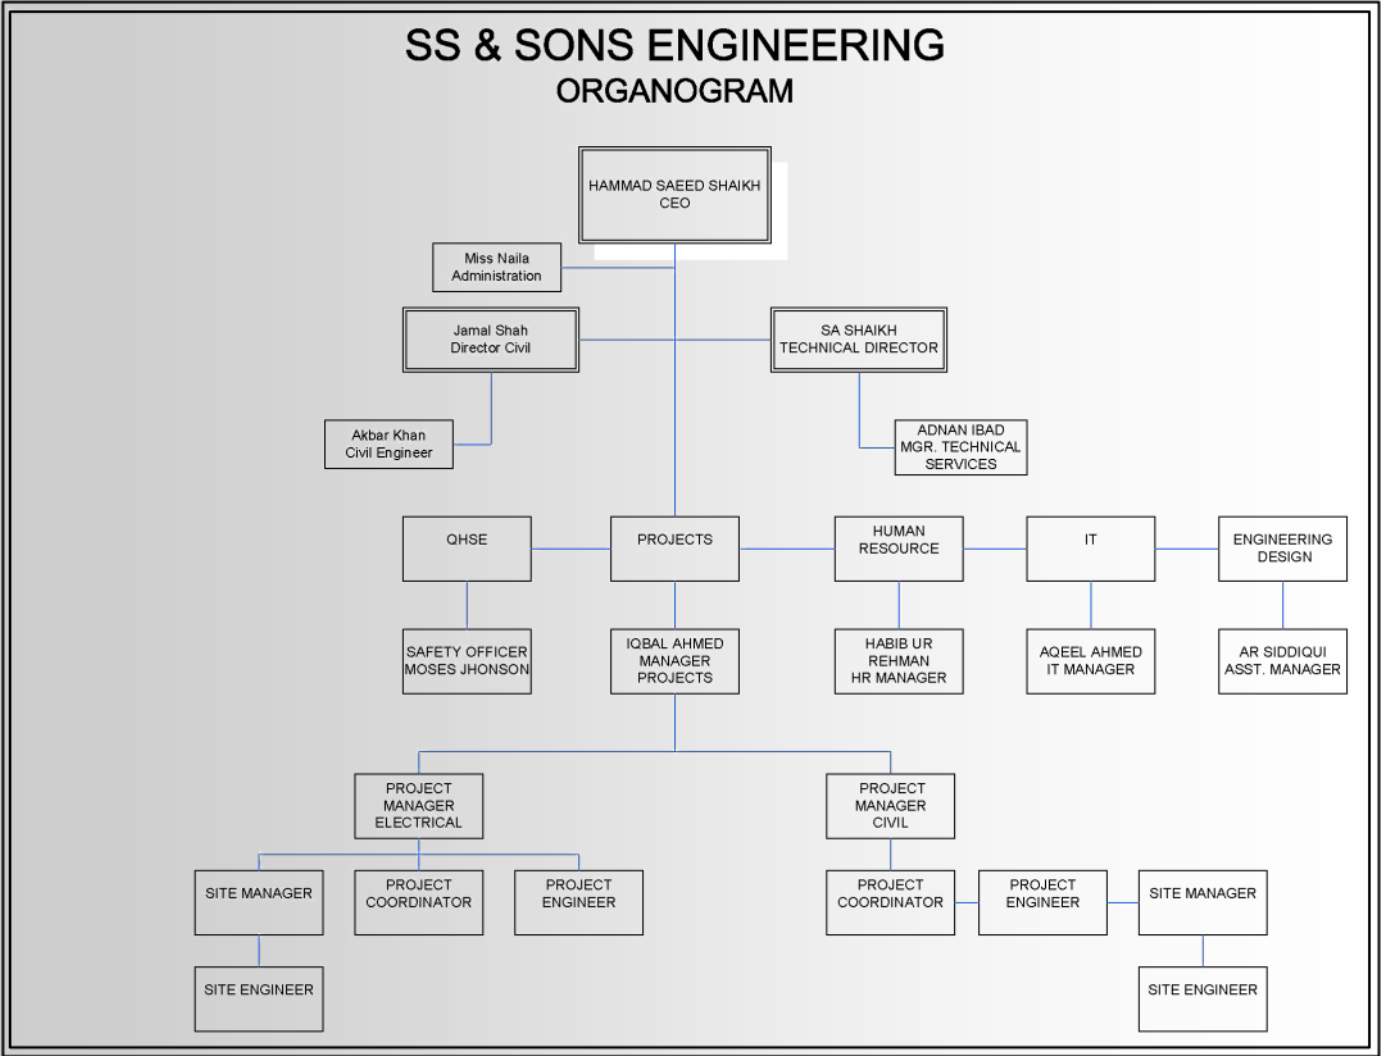 SS & SONS ENGINEERING
ORGANOGRAM
HAMMAD SAEED SHAIKH
CEO
Miss Naila
Administration
Jamal Shah
Director Civil
SA SHAIKH
TECHNICAL DIRECTOR
Akbar Khan
Civil Engineer
ADNAN IBAD
MGR. TECHNICAL
SERVICES
QHSE
PROJECTS
HUMAN
RESOURCE
IT
ENGINEERING
DESIGN
SAFETY OFFICER
MOSES JHONSON
IQBAL AHMED
MANAGER
PROJECTS
HABIB UR
REHMAN
HR MANAGER
AQEEL AHMED
IT MANAGER
AR SIDDIQUI
ASST. MANAGER
PROJECT
MANAGER
ELECTRICAL
PROJECT
MANAGER
CIVIL
SITE MANAGER
PROJECT
COORDINATOR
PROJECT
ENGINEER
PROJECT
COORDINATOR
PROJECT
ENGINEER
SITE MANAGER
SITE ENGINEER
SITE ENGINEER